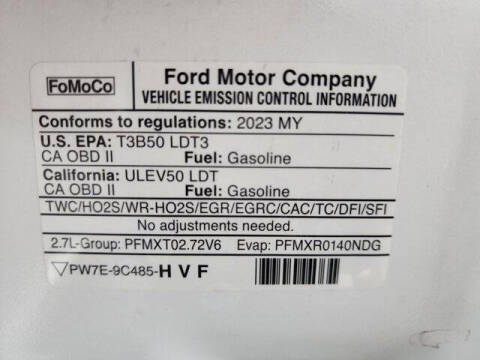 FoMoCo
Ford Motor Company
VEHICLE EMISSION CONTROL INFORMATION
Conforms to regulations: 2023 MY
U.S. EPA: T3B50 LDT3
CA OBD II Fuel: Gasoline
California: ULEV50 LDT
CA OBD II Fuel: Gasoline
TWC/HO2S/WR-HO2S/EGR/EGRC/CAC/TC/DFI/SFI
No adjustments needed.
2.7L-Group: PFMXT02.72V6 Evap: PFMXR0140NDG
▽PW7E-9C485-H V F